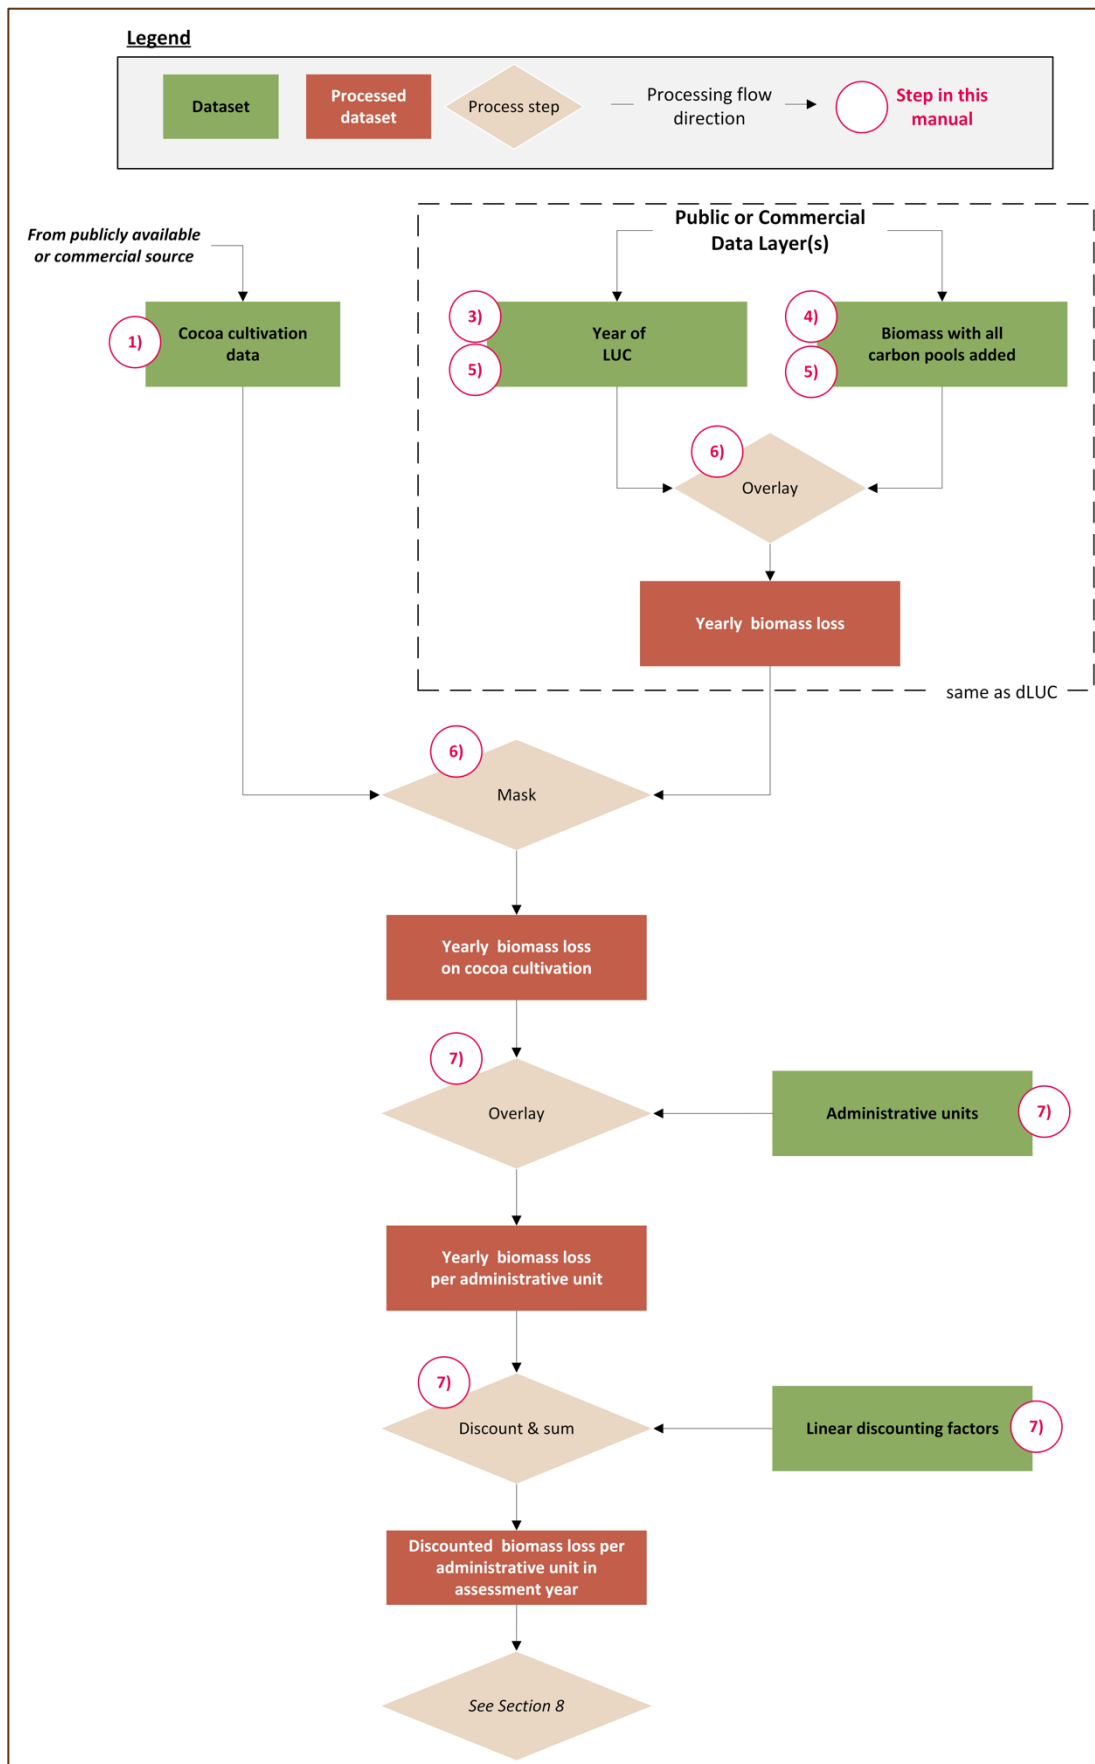 Legend
Dataset
Processed
dataset
Process step
Processing flow
direction
Step in this
manual
From publicly available
or commercial source
Public or Commercial
Data Layer(s)
1)
Cocoa cultivation
data
3)
5)
Year of
LUC
4)
5)
Biomass with all
carbon pools added
6)
Overlay
Yearly biomass loss
same as dLUC
6)
Mask
Yearly biomass loss
on cocoa cultivation
7)
Overlay
Administrative units
7)
Yearly biomass loss
per administrative unit
7)
Discount & sum
Linear discounting factors
7)
Discounted biomass loss per
administrative unit in
assessment year
See Section 8